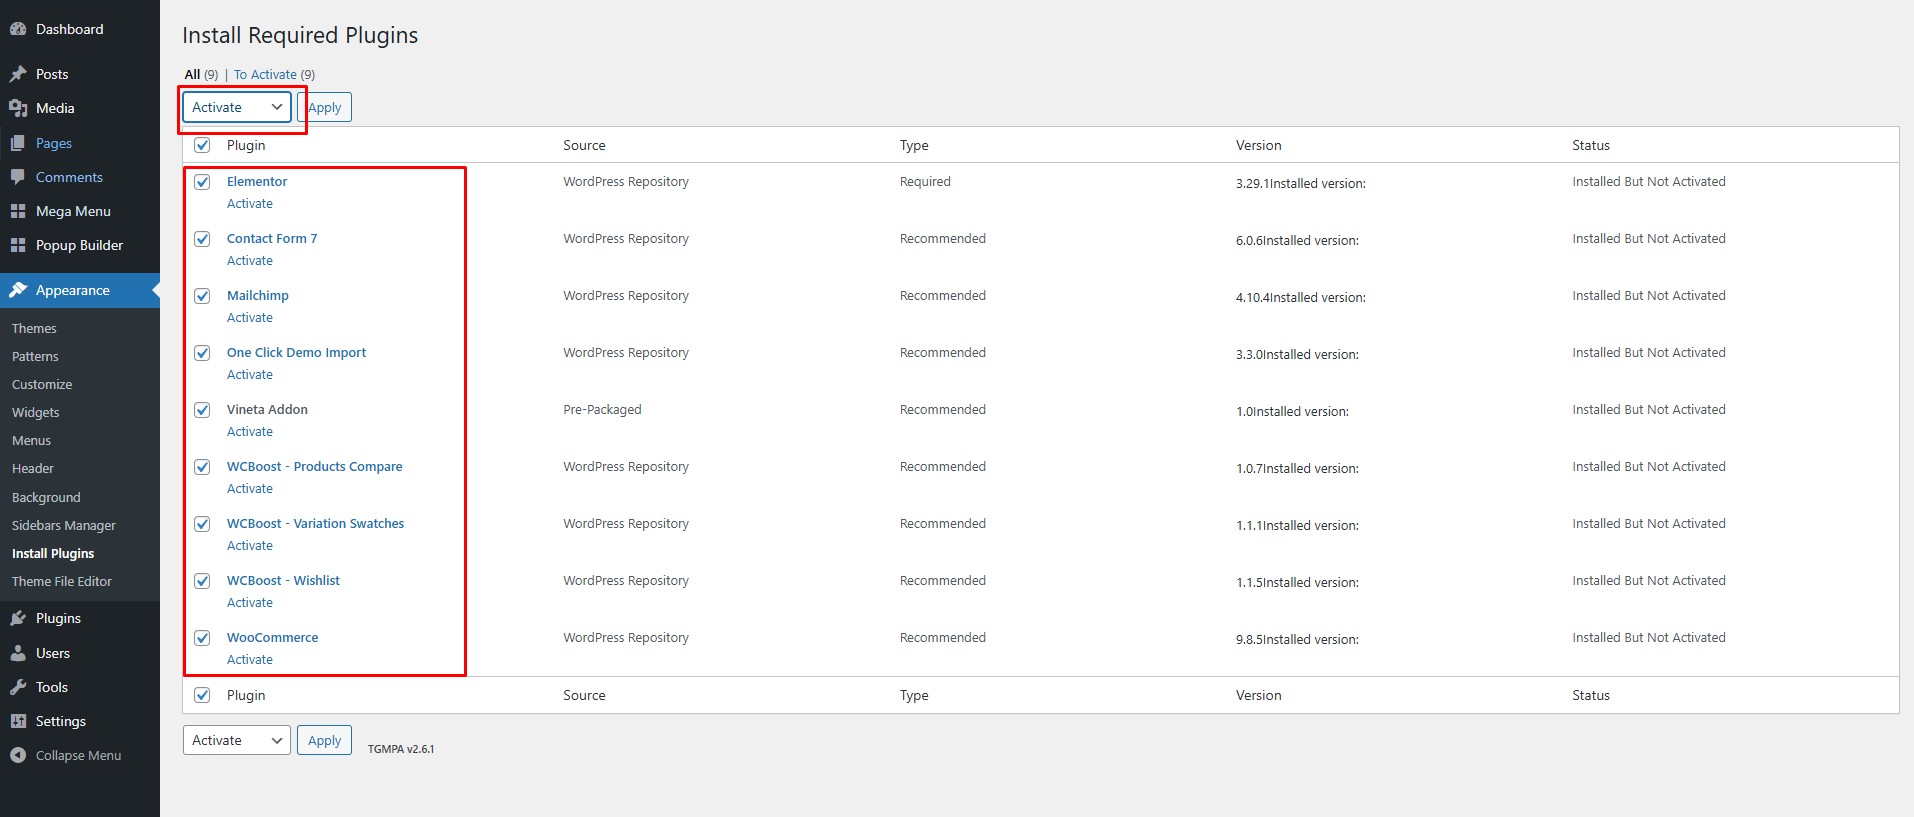 Dashboard
Posts
Media
Pages
Comments
Mega Menu
Popup Builder
Appearance
Themes
Patterns
Customize
Widgets
Menus
Header
Background
Sidebars Manager
Install Plugins
Theme File Editor
Plugins
Users
Tools
Settings
Collapse Menu
Install Required Plugins
All (9) | To Activate (9)
Activate Apply
Plugin Source Type Version Status
Elementor WordPress Repository Required 3.29.1Installed version: Installed But Not Activated
Activate
Contact Form 7 WordPress Repository Recommended 6.0.6Installed version: Installed But Not Activated
Activate
Mailchimp WordPress Repository Recommended 4.10.4Installed version: Installed But Not Activated
Activate
One Click Demo Import WordPress Repository Recommended 3.3.0Installed version: Installed But Not Activated
Activate
Vineta Addon Pre-Packaged Recommended 1.0Installed version: Installed But Not Activated
Activate
WCBoost - Products Compare WordPress Repository Recommended 1.0.7Installed version: Installed But Not Activated
Activate
WCBoost - Variation Swatches WordPress Repository Recommended 1.1.1Installed version: Installed But Not Activated
Activate
WCBoost - Wishlist WordPress Repository Recommended 1.1.5Installed version: Installed But Not Activated
Activate
WooCommerce WordPress Repository Recommended 9.8.5Installed version: Installed But Not Activated
Activate
Plugin Source Type Version Status
Activate Apply TGMPA v2.6.1